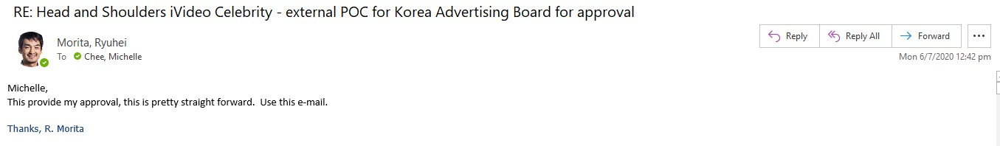 RE: Head and Shoulders iVideo Celebrity - external POC for Korea Advertising Board for approval
Morita, Ryuhei
To Chee, Michelle
Reply
Reply All
Forward
Mon 6/7/2020 12:42 pm
Michelle,
This provide my approval, this is pretty straight forward.  Use this e-mail.
Thanks, R. Morita